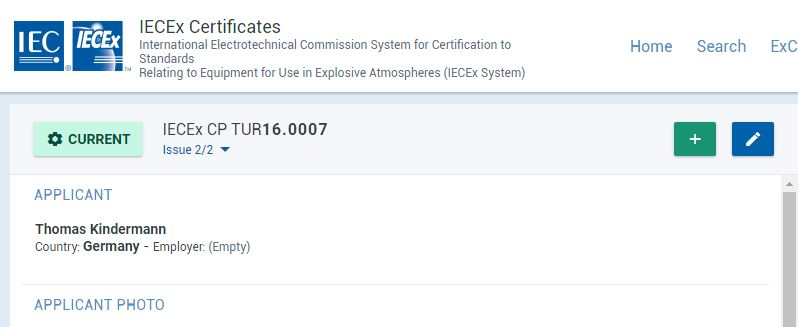 IEC
IECEx
® ™
IECEx Certificates
International Electrotechnical Commission System for Certification to
Standards
Relating to Equipment for Use in Explosive Atmospheres (IECEx System)
Home Search ExC
CURRENT
IECEx CP TUR16.0007
Issue 2/2
+
APPLICANT
Thomas Kindermann
Country: Germany - Employer: (Empty)
APPLICANT PHOTO